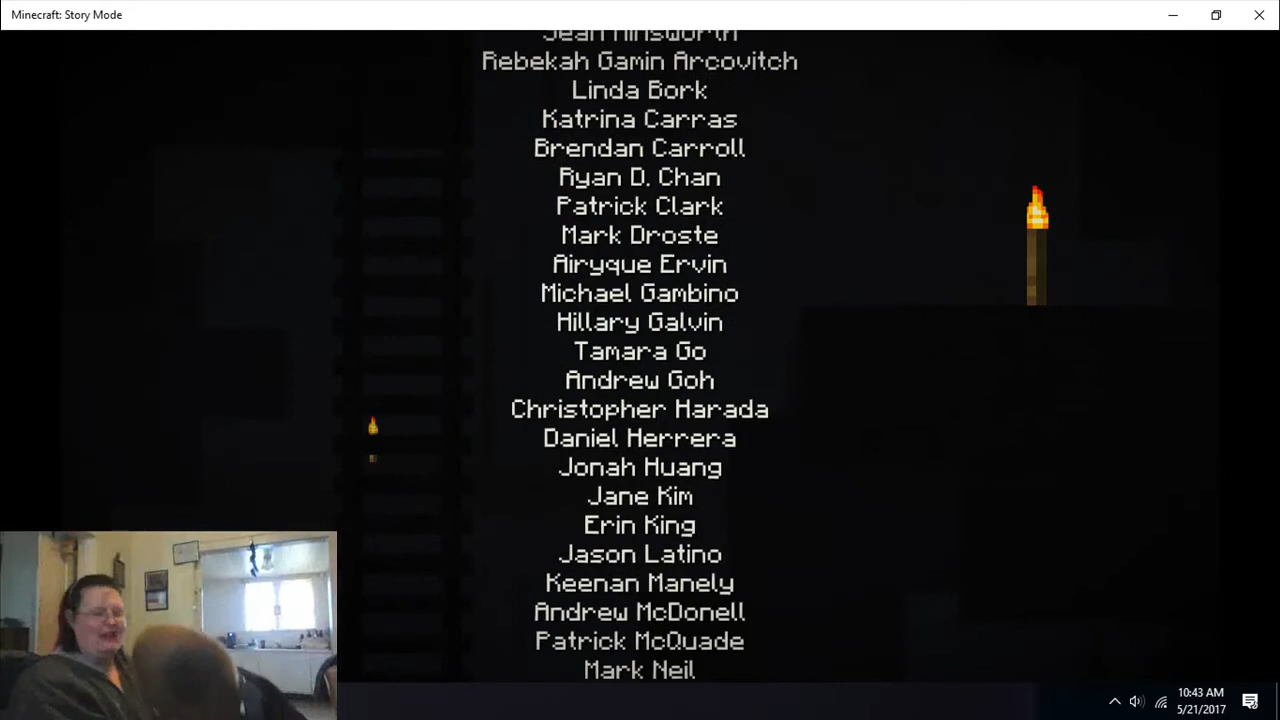 Minecraft: Story Mode
Rebekah Gamin Arcovitch
Linda Bork
Katrina Carras
Brendan Carroll
Ryan D. Chan
Patrick Clark
Mark Droste
Airyque Ervin
Michael Gambino
Hillary Galvin
Tamara Go
Andrew Goh
Christopher Harada
Daniel Herrera
Jonah Huang
Jane Kim
Erin King
Jason Latino
Keenan Manely
Andrew McDonell
Patrick McQuade
Mark Neil
10:43 AM
5/21/2017